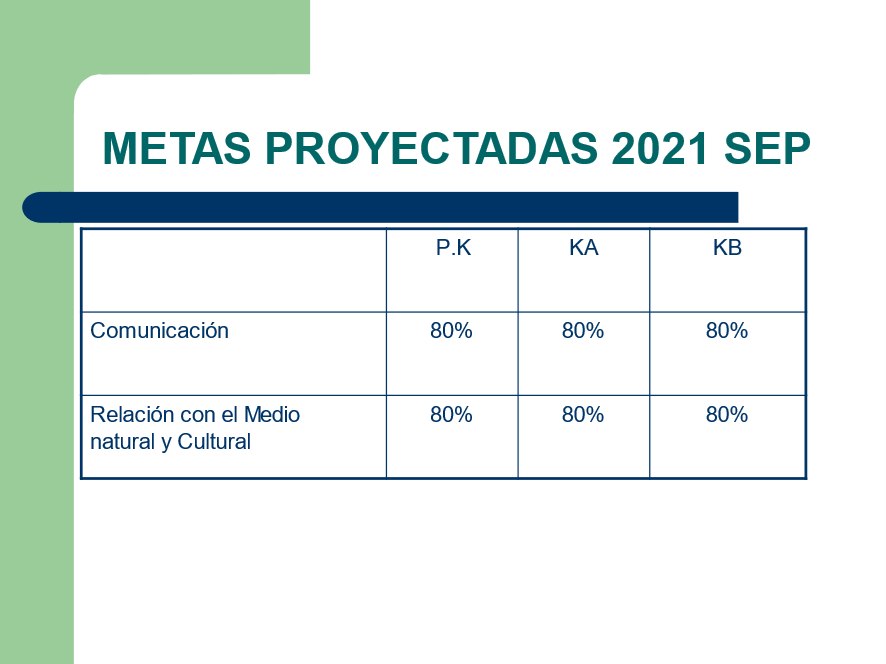 METAS PROYECTADAS 2021 SEP
P.K KA KB
Comunicación 80% 80% 80%
Relación con el Medio 80% 80% 80%
natural y Cultural